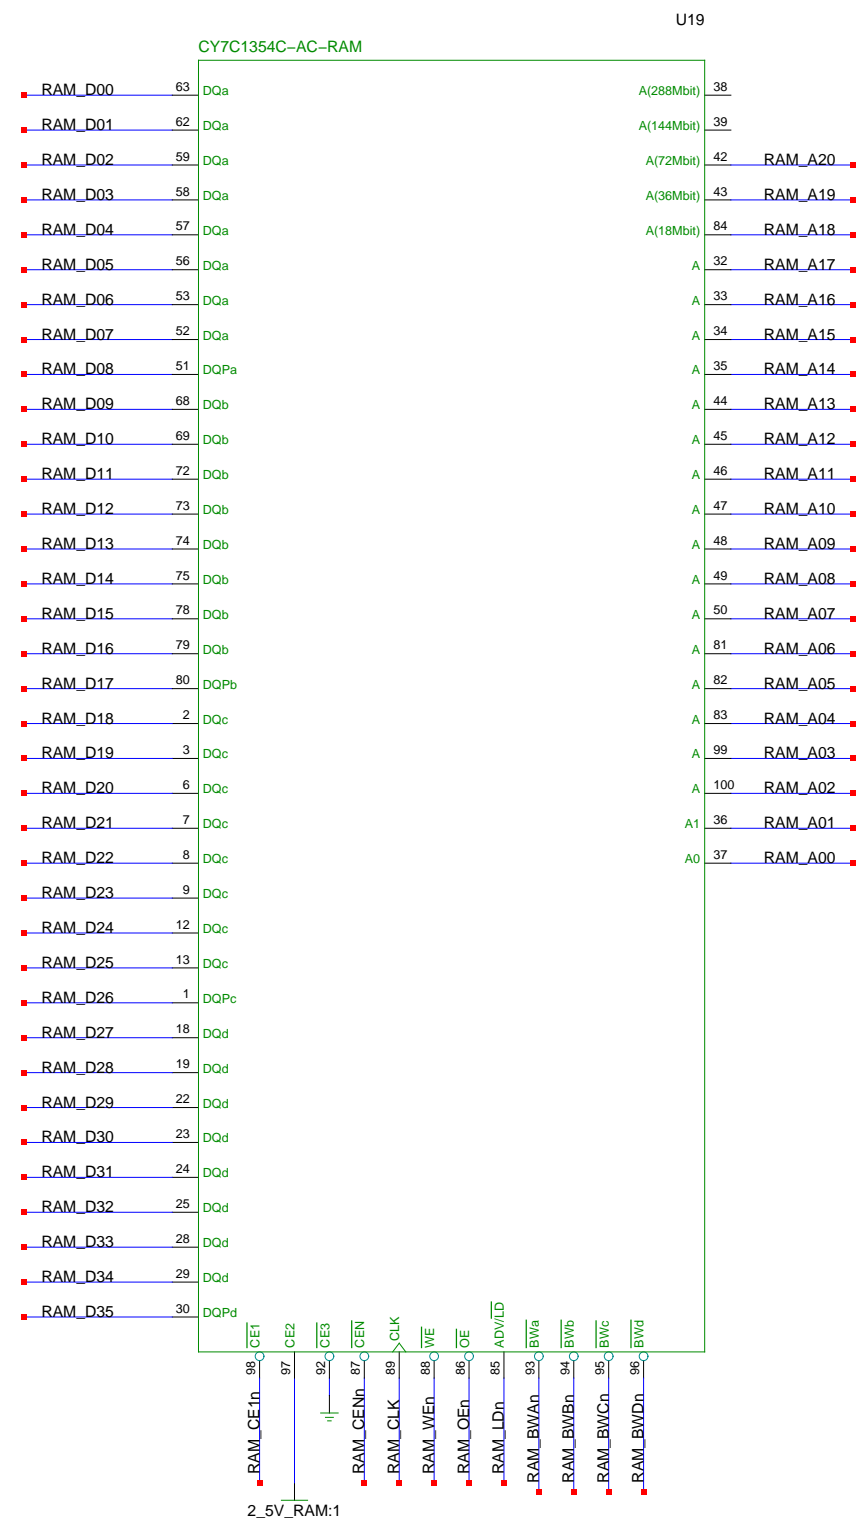 U19
CY7C1354C-AC-RAM
RAM_D00 63 DQa A(288Mbit) 38
RAM_D01 62 DQa A(144Mbit) 39
RAM_D02 59 DQa A(72Mbit) 42 RAM_A20
RAM_D03 58 DQa A(36Mbit) 43 RAM_A19
RAM_D04 57 DQa A(18Mbit) 84 RAM_A18
RAM_D05 56 DQa A 32 RAM_A17
RAM_D06 53 DQa A 33 RAM_A16
RAM_D07 52 DQa A 34 RAM_A15
RAM_D08 51 DQPa A 35 RAM_A14
RAM_D09 68 DQb A 44 RAM_A13
RAM_D10 69 DQb A 45 RAM_A12
RAM_D11 72 DQb A 46 RAM_A11
RAM_D12 73 DQb A 47 RAM_A10
RAM_D13 74 DQb A 48 RAM_A09
RAM_D14 75 DQb A 49 RAM_A08
RAM_D15 78 DQb A 50 RAM_A07
RAM_D16 79 DQb A 81 RAM_A06
RAM_D17 80 DQPb A 82 RAM_A05
RAM_D18 2 DQc A 83 RAM_A04
RAM_D19 3 DQc A 99 RAM_A03
RAM_D20 6 DQc A 100 RAM_A02
RAM_D21 7 DQc A1 36 RAM_A01
RAM_D22 8 DQc A0 37 RAM_A00
RAM_D23 9 DQc
RAM_D24 12 DQc
RAM_D25 13 DQc
RAM_D26 1 DQPc
RAM_D27 18 DQd
RAM_D28 19 DQd
RAM_D29 22 DQd
RAM_D30 23 DQd
RAM_D31 24 DQd
RAM_D32 25 DQd
RAM_D33 28 DQd
RAM_D34 29 DQd
RAM_D35 30 DQPd
CE1 98 RAM_CE1n
CE2 97
CE3 92
CEN 87 RAM_CENn
CLK 89 RAM_CLK
WE 88 RAM_WEn
OE 86 RAM_OEn
ADV/LD 85 RAM_LDn
BWa 93 RAM_BWAn
BWb 94 RAM_BWBn
BWc 95 RAM_BWCn
BWd 96 RAM_BWDn
2_5V_RAM:1